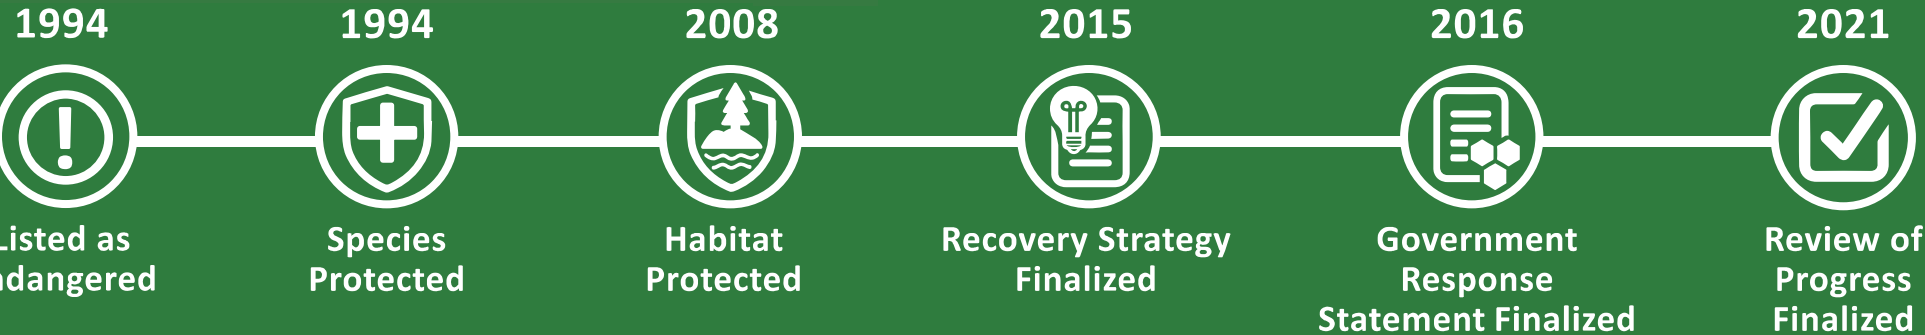 1994
1994
2008
2015
2016
2021
Listed as
Endangered
Species
Protected
Habitat
Protected
Recovery Strategy
Finalized
Government
Response
Statement Finalized
Review of
Progress
Finalized